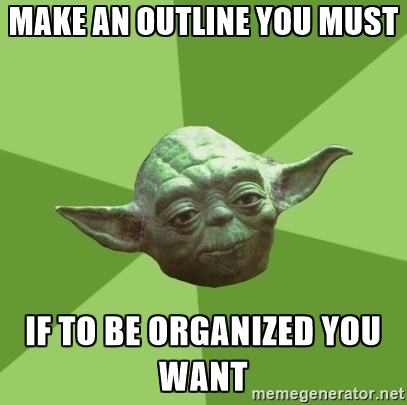 MAKE AN OUTLINE YOU MUST
IF TO BE ORGANIZED YOU
WANT
memegenerator.net